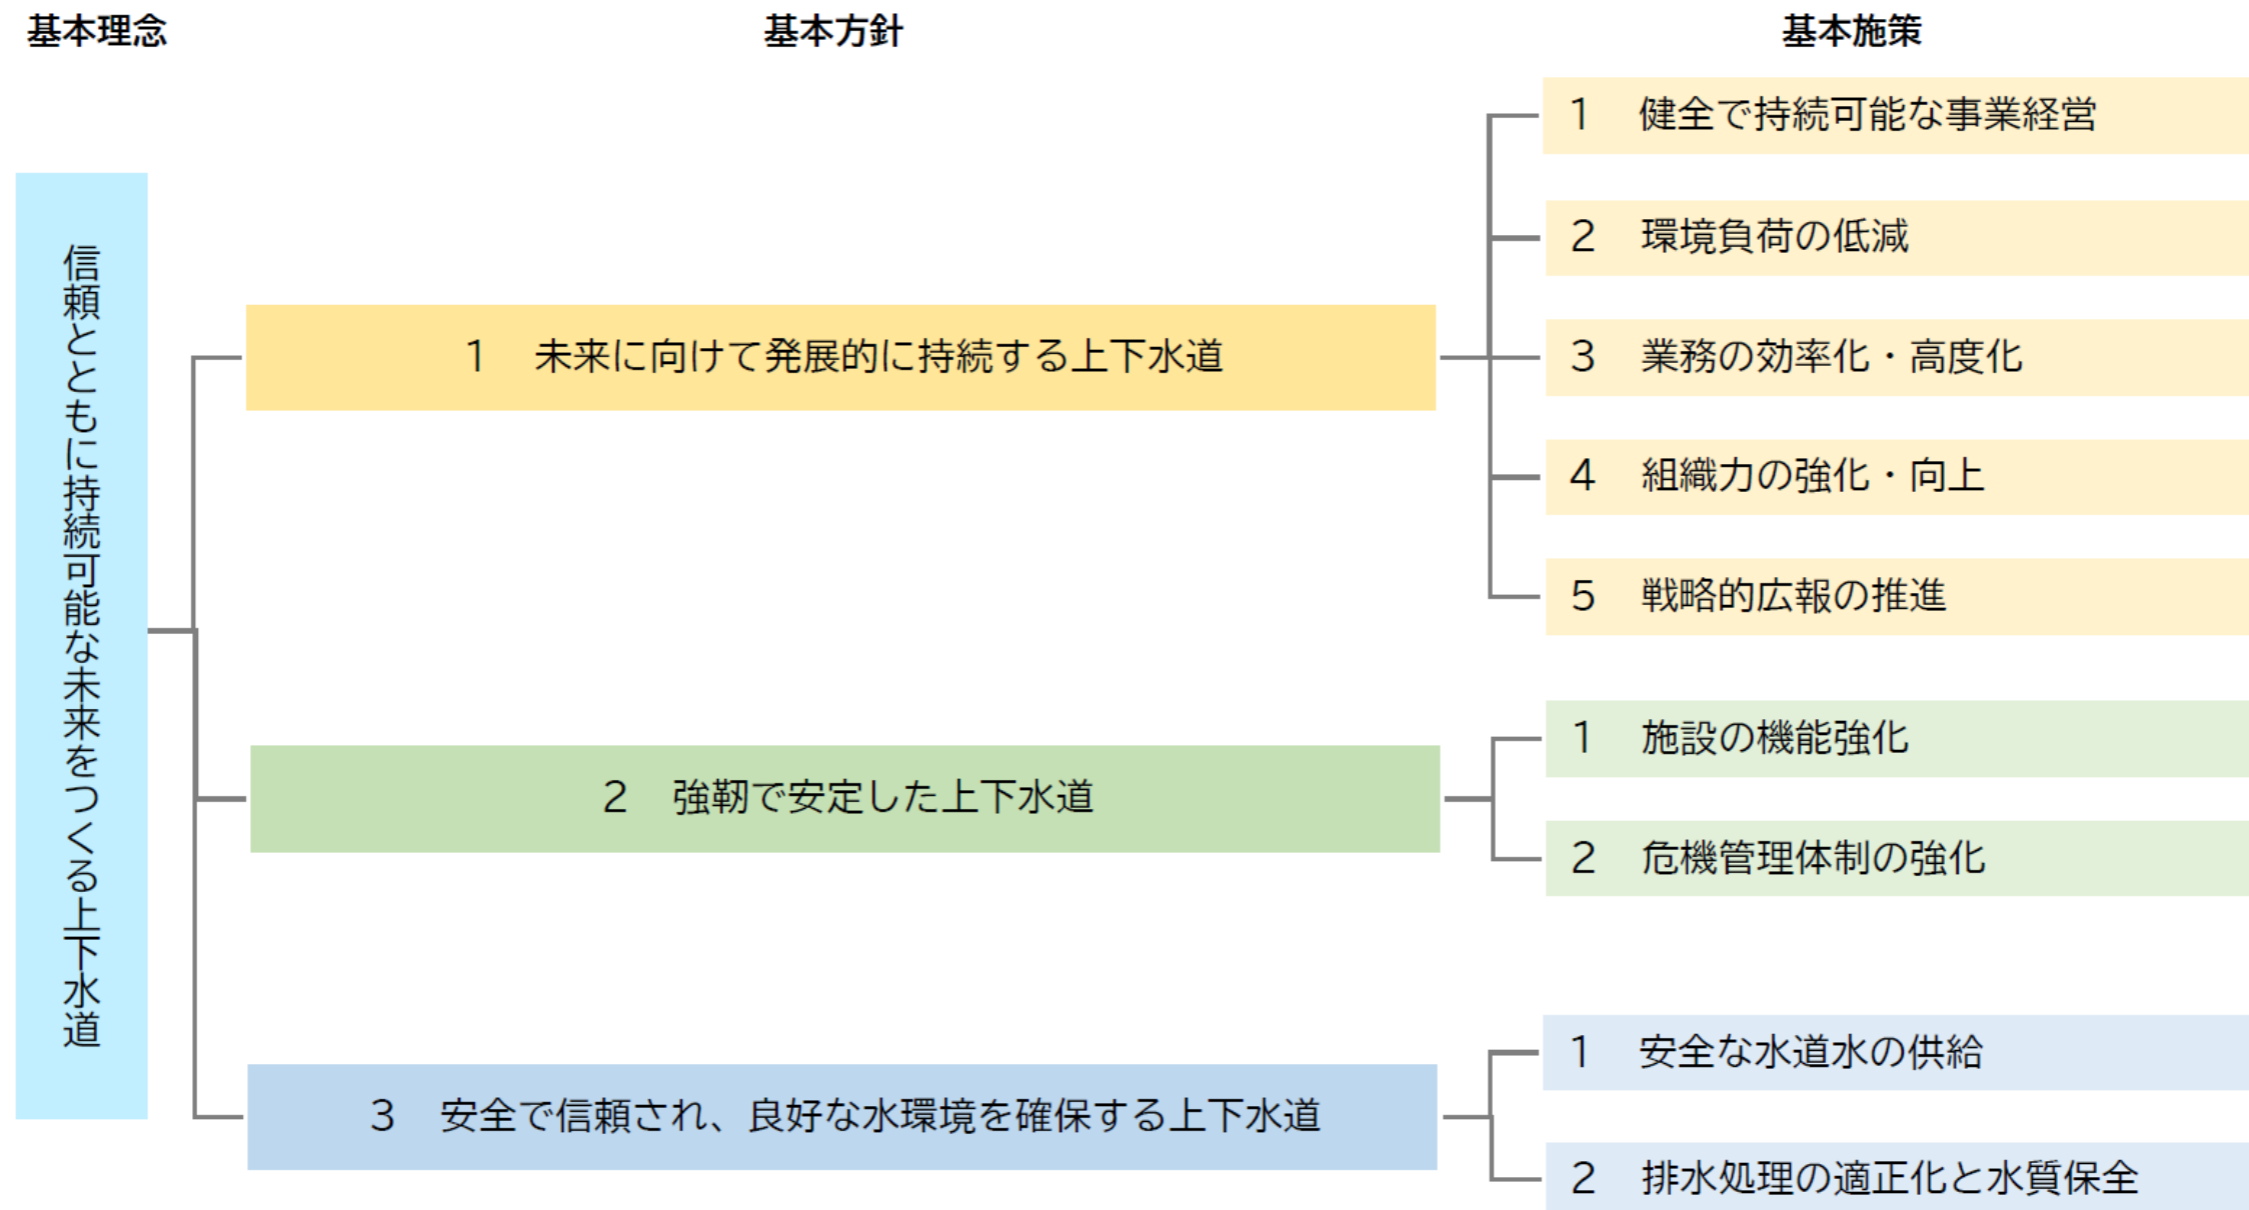 基本理念
基本方針
基本施策
信頼とともに持続可能な未来をつくる上下水道
1 未来に向けて発展的に持続する上下水道
1 健全で持続可能な事業経営
2 環境負荷の低減
3 業務の効率化・高度化
4 組織力の強化・向上
5 戦略的広報の推進
2 強靭で安定した上下水道
1 施設の機能強化
2 危機管理体制の強化
3 安全で信頼され、良好な水環境を確保する上下水道
1 安全な水道水の供給
2 排水処理の適正化と水質保全